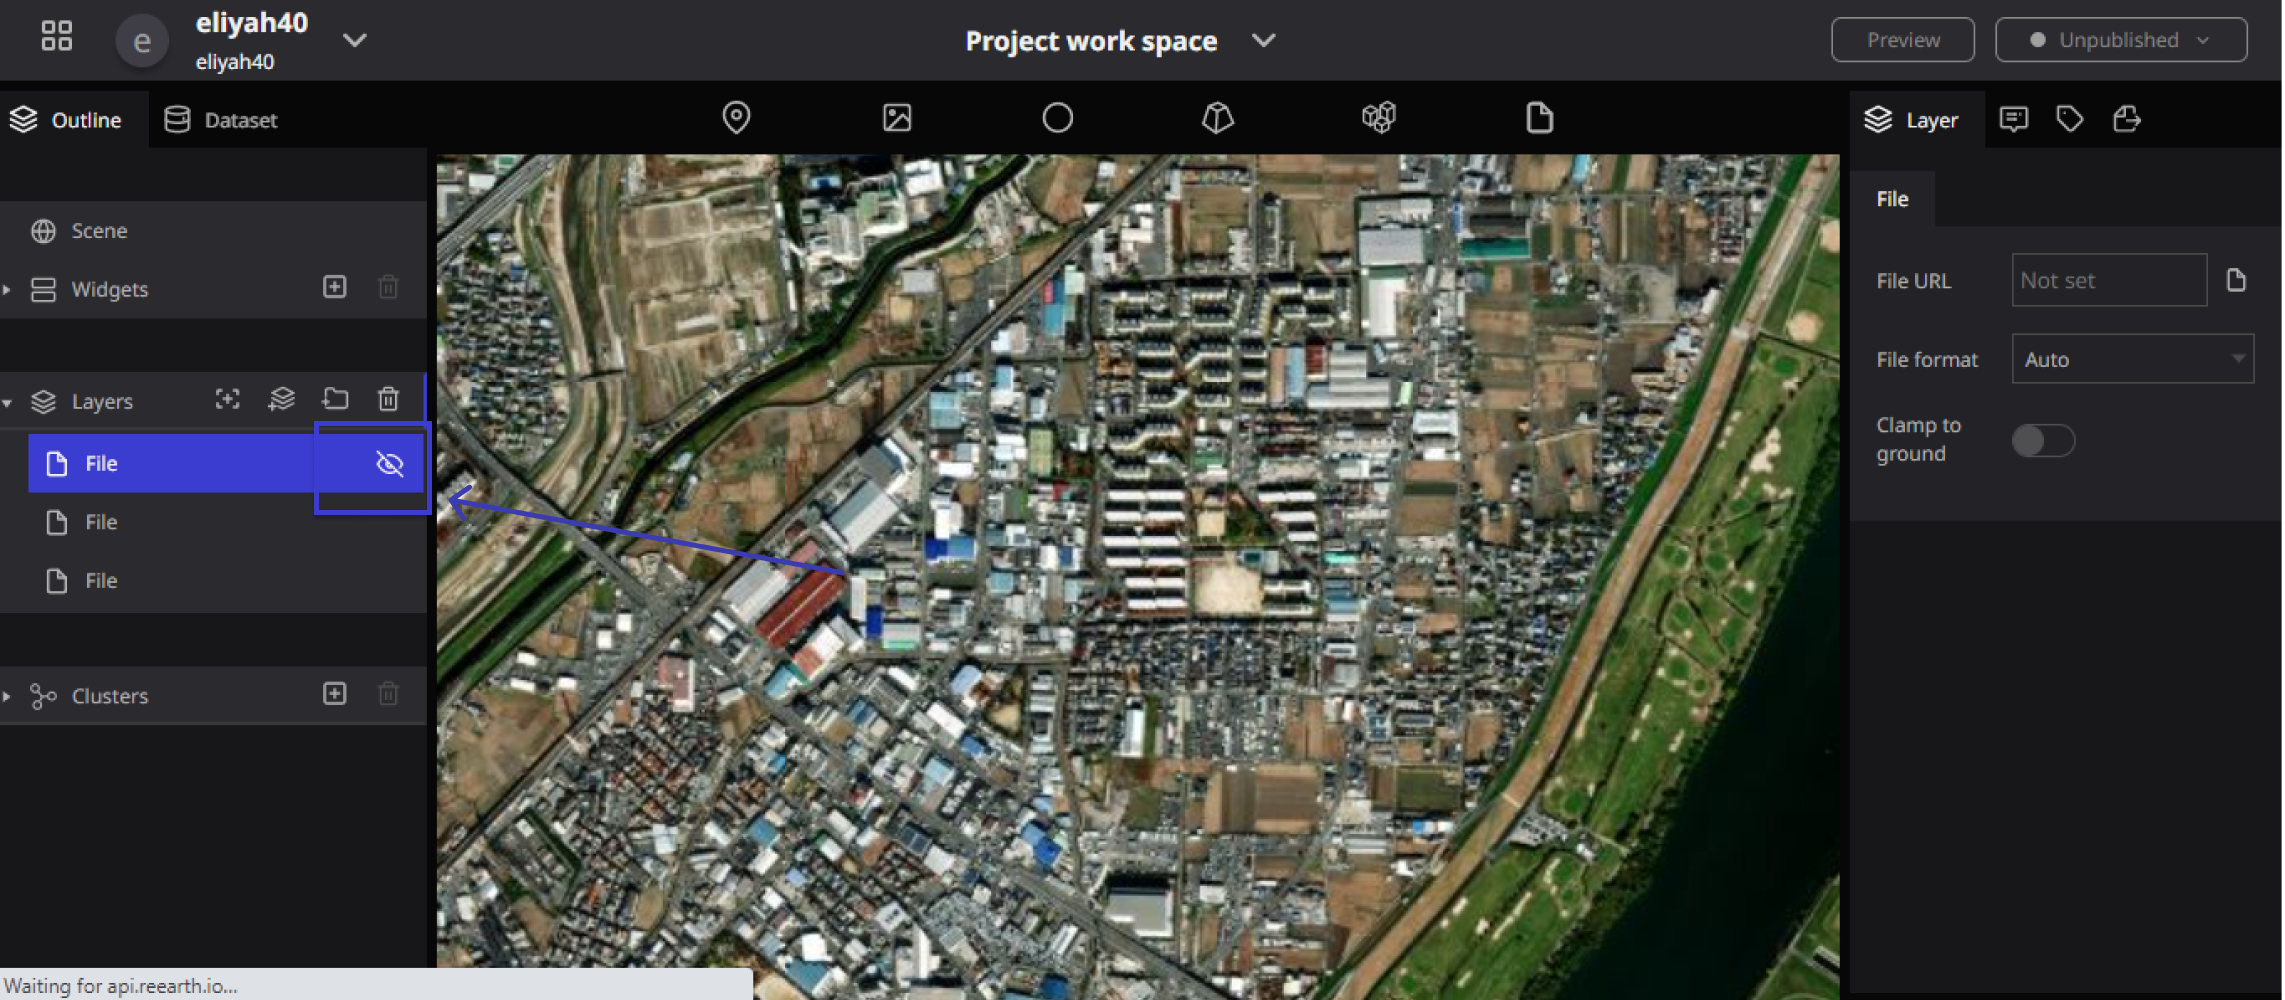 e
eliyah40
eliyah40
Project work space
Preview
Unpublished
Outline
Dataset
Layer
Scene
Widgets
Layers
File
File
File
Clusters
File
File URL
Not set
File format
Auto
Clamp to
ground
Waiting for api.reearth.io...